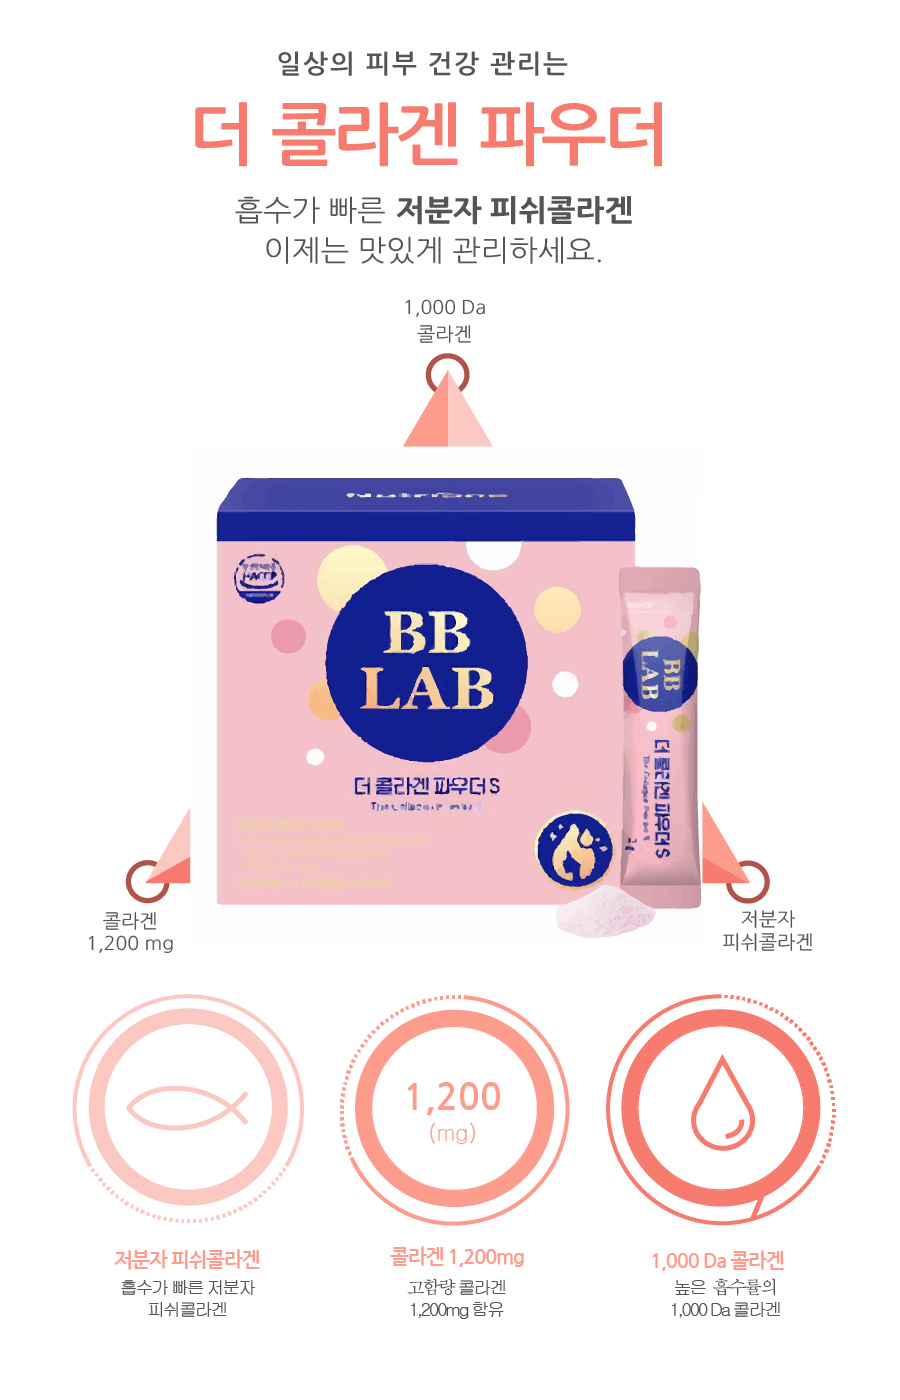 일상의 피부 건강 관리는
더 콜라겐 파우더
흡수가 빠른 저분자 피쉬콜라겐
이제는 맛있게 관리하세요.
1,000 Da
콜라겐
HACCP
BB
LAB
더 콜라겐 파우더 S
BB
LAB
더 콜라겐 파우더 S
콜라겐
1,200 mg
저분자
피쉬콜라겐
1,200
(mg)
저분자 피쉬콜라겐
흡수가 빠른 저분자
피쉬콜라겐
콜라겐 1,200mg
고함량 콜라겐
1,200mg 함유
1,000 Da 콜라겐
높은 흡수률의
1,000 Da 콜라겐